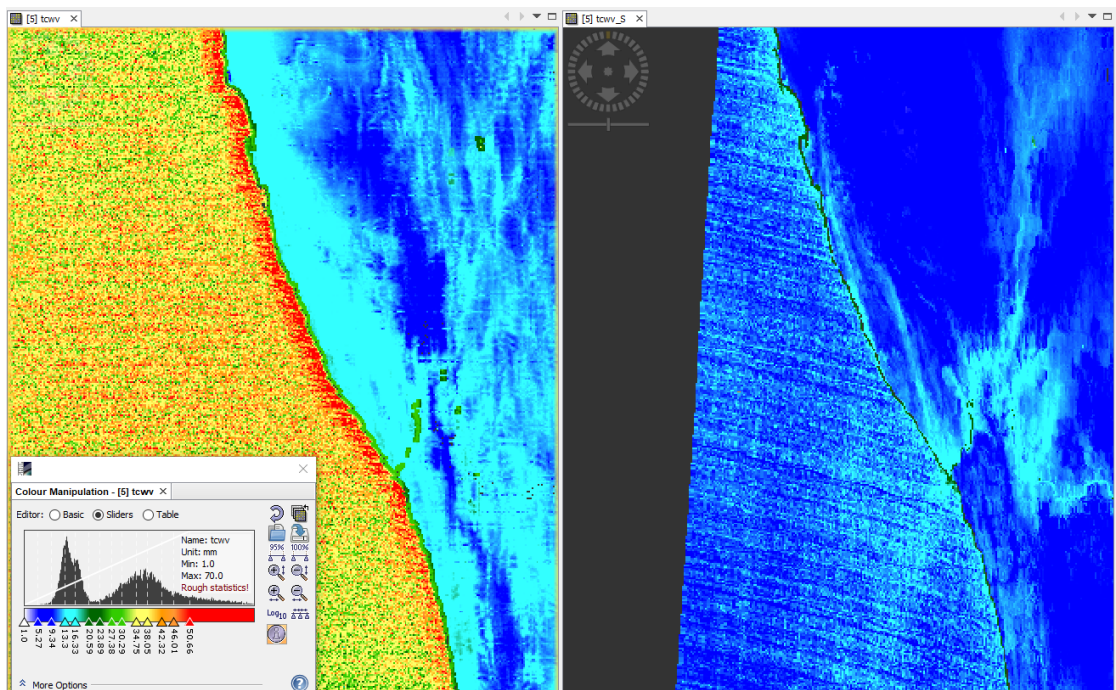 [5] tcwv
[5] tcwv_S
Colour Manipulation - [5] tcwv
Editor: Basic Sliders Table
Name: tcwv
Unit: mm
Min: 1.0
Max: 70.0
Rough statistics!
95% 100%
Log10
1.0 5.27 9.34 13.3 16.33 20.59 23.89 27.38 30.29 34.75 38.05 42.32 46.01 50.66
More Options